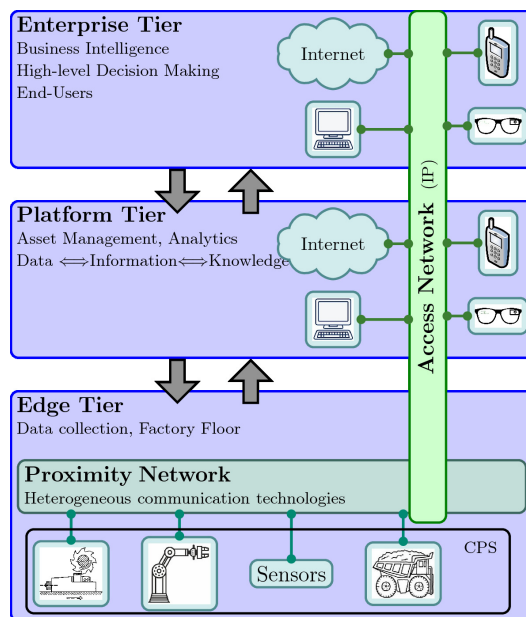 Enterprise Tier
Business Intelligence
High-level Decision Making
End-Users
Internet
Platform Tier
Asset Management, Analytics
Data ⟺Information⟺Knowledge
Internet
Access Network (IP)
Edge Tier
Data collection, Factory Floor
Proximity Network
Heterogeneous communication technologies
CPS
Sensors